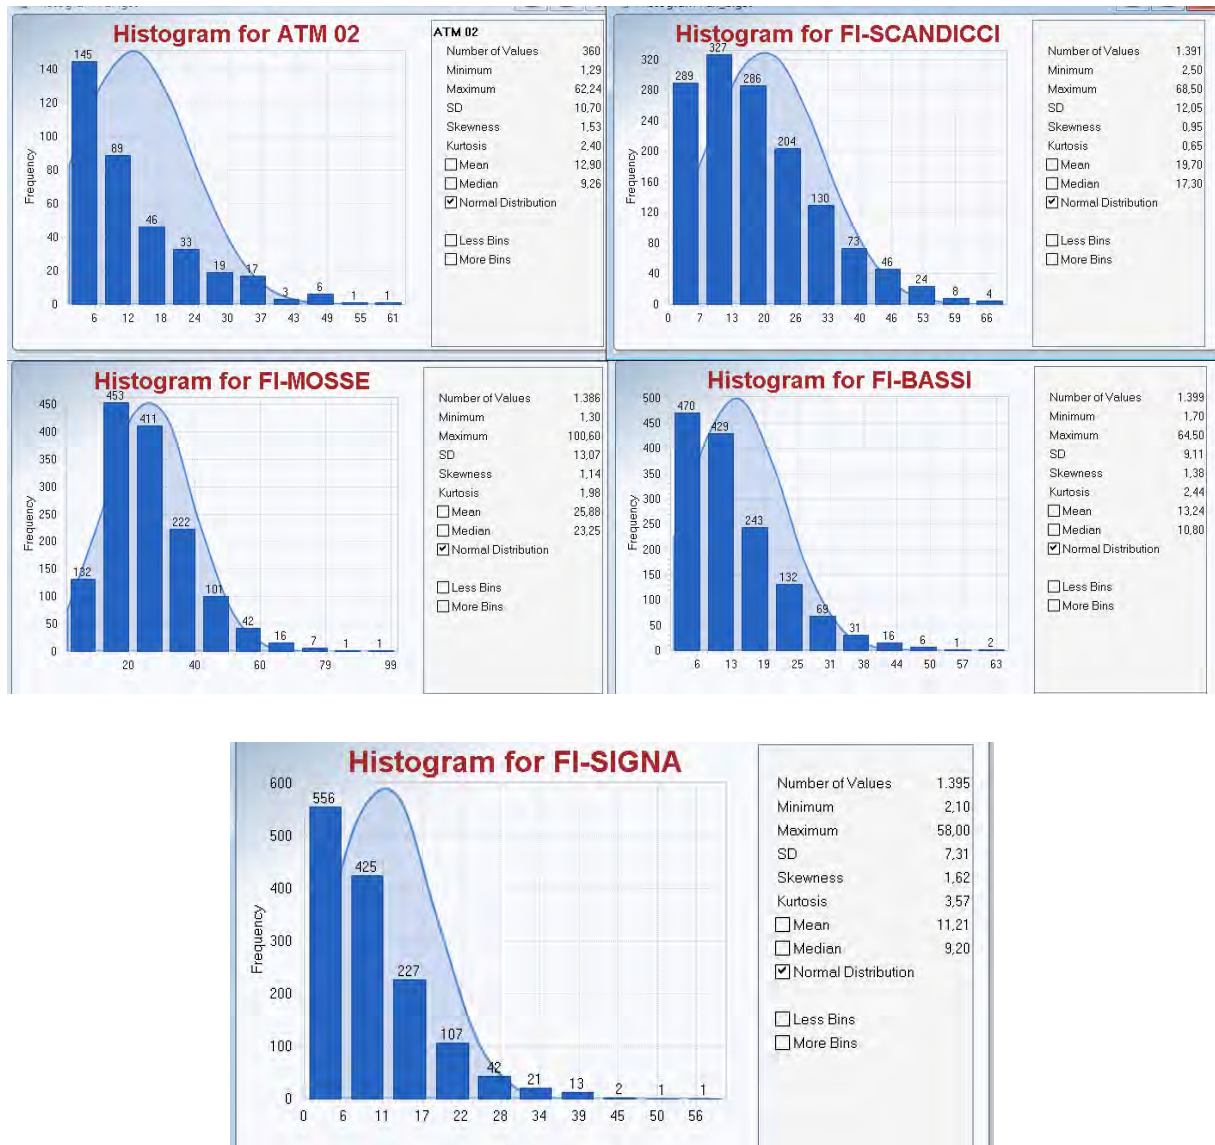 Histogram for ATM 02
145
89
46
33
19
17
3
6
1
1
140
120
100
80
60
40
20
0
Frequency
6 12 18 24 30 37 43 49 55 61
ATM 02
Number of Values 360
Minimum 1,29
Maximum 62,24
SD 10,70
Skewness 1,53
Kurtosis 2,40
Mean 12,90
Median 9,26
Normal Distribution
Less Bins
More Bins
Histogram for FI-SCANDICCI
289
327
286
204
130
73
46
24
8
4
320
280
240
200
160
120
80
40
0
Frequency
0 7 13 20 26 33 40 46 53 59 66
Number of Values 1.391
Minimum 2,50
Maximum 68,50
SD 12,05
Skewness 0,95
Kurtosis 0,65
Mean 19,70
Median 17,30
Normal Distribution
Less Bins
More Bins
Histogram for FI-MOSSE
132
453
411
222
101
42
16
7
1
1
450
400
350
300
250
200
150
100
50
0
Frequency
20 40 60 79 99
Number of Values 1.386
Minimum 1,30
Maximum 100,60
SD 13,07
Skewness 1,14
Kurtosis 1,98
Mean 25,88
Median 23,25
Normal Distribution
Less Bins
More Bins
Histogram for FI-BASSI
470
429
243
132
69
31
16
6
1
2
500
450
400
350
300
250
200
150
100
50
0
Frequency
6 13 19 25 31 38 44 50 57 63
Number of Values 1.399
Minimum 1,70
Maximum 64,50
SD 9,11
Skewness 1,38
Kurtosis 2,44
Mean 13,24
Median 10,80
Normal Distribution
Less Bins
More Bins
Histogram for FI-SIGNA
556
425
227
107
42
21
13
2
1
1
600
500
400
300
200
100
0
Frequency
0 6 11 17 22 28 34 39 45 50 56
Number of Values 1.395
Minimum 2,10
Maximum 58,00
SD 7,31
Skewness 1,62
Kurtosis 3,57
Mean 11,21
Median 9,20
Normal Distribution
Less Bins
More Bins